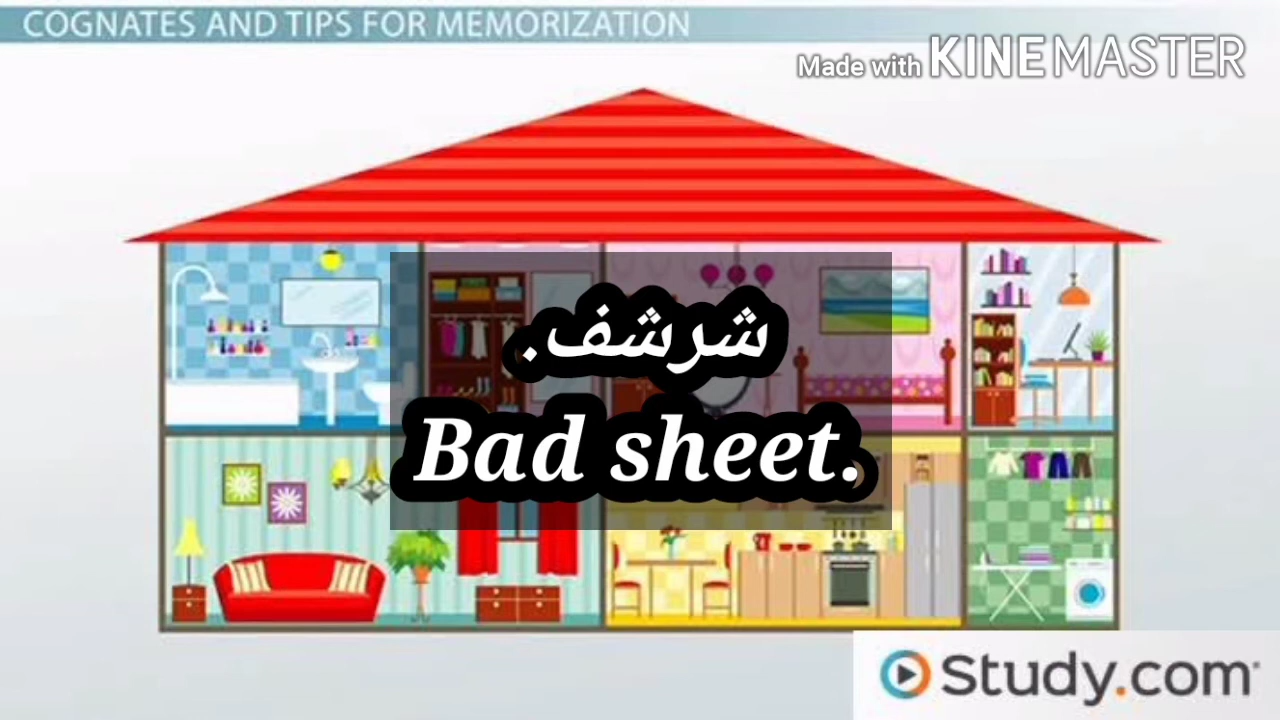 COGNATES AND TIPS FOR MEMORIZATION
Made with KINEMASTER
شرشف.
Bad sheet.
Study.com